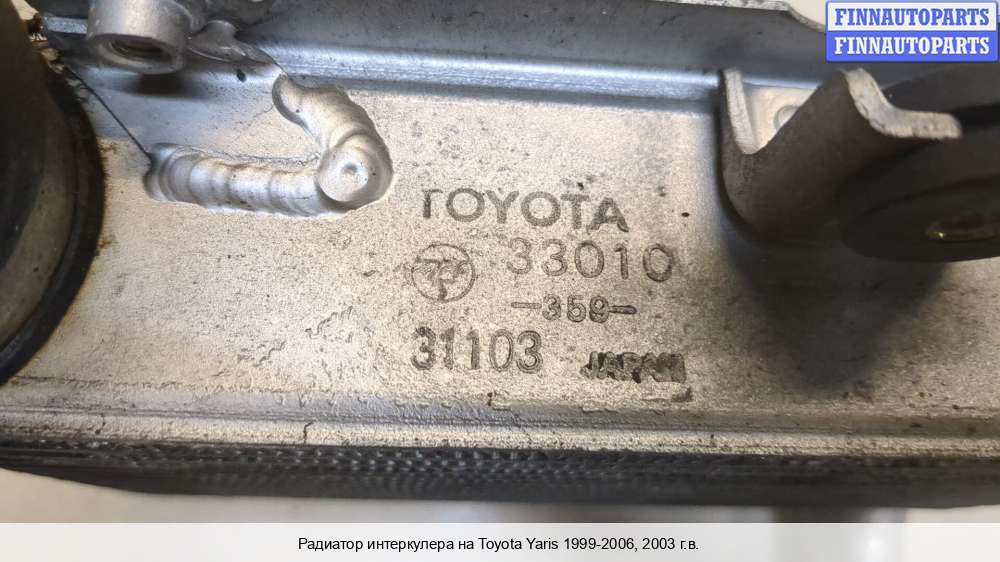 FINNAUTOPARTS
FINNAUTOPARTS
TOYOTA
33010
-359-
31103 JAPAN
Радиатор интеркулера на Toyota Yaris 1999-2006, 2003 г.в.